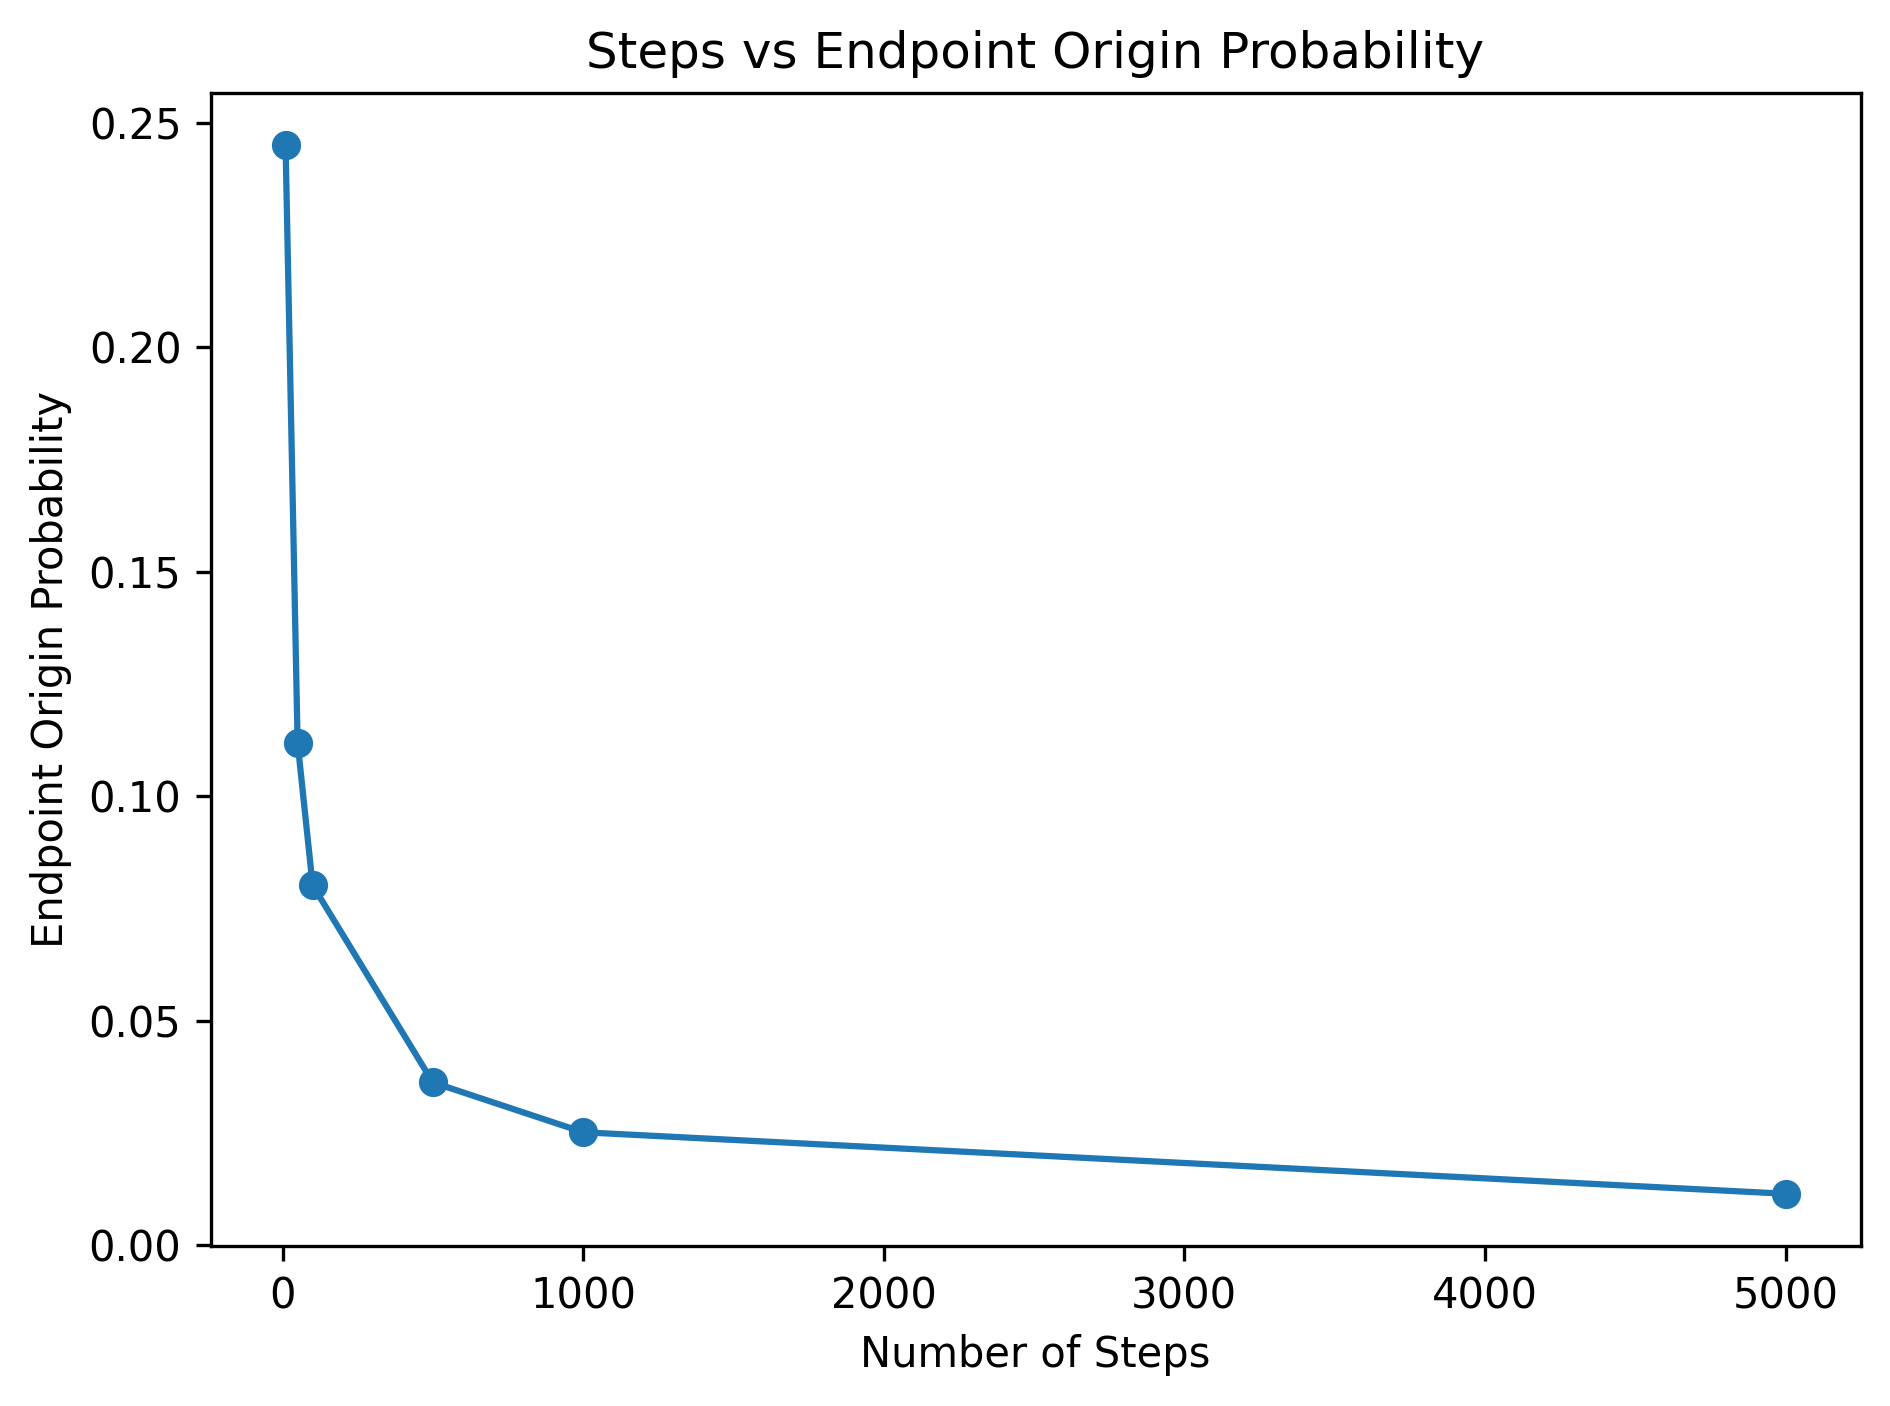 Steps vs Endpoint Origin Probability
Endpoint Origin Probability
0.25
0.20
0.15
0.10
0.05
0.00
0 1000 2000 3000 4000 5000
Number of Steps